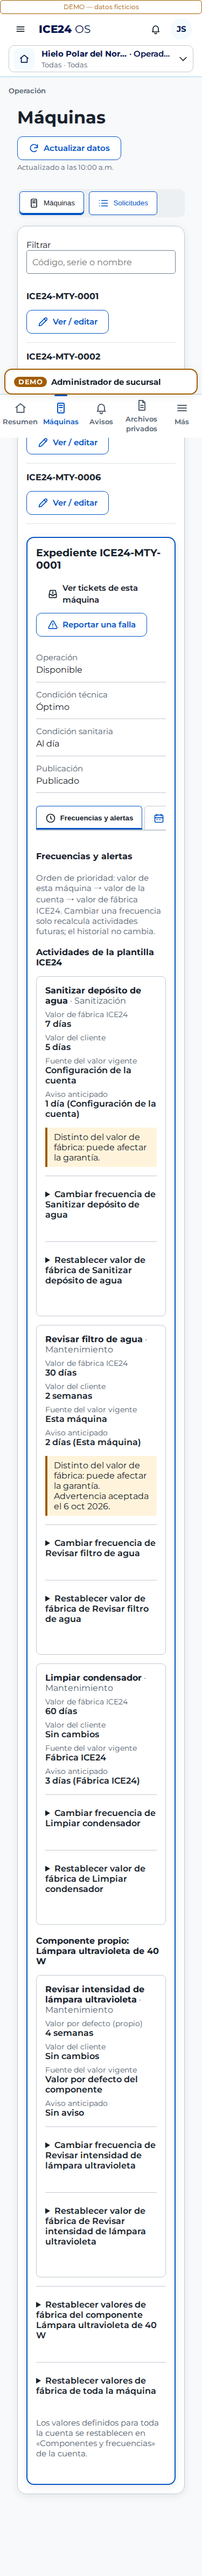 DEMO — datos ficticios
ICE24 OS
JS
Hielo Polar del Nor... · Operad...
Todas · Todas
Operación
Máquinas
Actualizar datos
Actualizado a las 10:00 a.m.
Máquinas
Solicitudes
Filtrar
Código, serie o nombre
ICE24-MTY-0001
Ver / editar
ICE24-MTY-0002
DEMO Administrador de sucursal
Resumen
Máquinas
Avisos
Archivos
privados
Más
Ver / editar
ICE24-MTY-0006
Ver / editar
Expediente ICE24-MTY-
0001
Ver tickets de esta
máquina
Reportar una falla
Operación
Disponible
Condición técnica
Óptimo
Condición sanitaria
Al día
Publicación
Publicado
Frecuencias y alertas
Frecuencias y alertas
Orden de prioridad: valor de
esta máquina → valor de la
cuenta → valor de fábrica
ICE24. Cambiar una frecuencia
solo recalcula actividades
futuras; el historial no cambia.
Actividades de la plantilla
ICE24
Sanitizar depósito de
agua · Sanitización
Valor de fábrica ICE24
7 días
Valor del cliente
5 días
Fuente del valor vigente
Configuración de la
cuenta
Aviso anticipado
1 día (Configuración de la
cuenta)
Distinto del valor de
fábrica: puede afectar
la garantía.
▶ Cambiar frecuencia de
Sanitizar depósito de
agua
▶ Restablecer valor de
fábrica de Sanitizar
depósito de agua
Revisar filtro de agua ·
Mantenimiento
Valor de fábrica ICE24
30 días
Valor del cliente
2 semanas
Fuente del valor vigente
Esta máquina
Aviso anticipado
2 días (Esta máquina)
Distinto del valor de
fábrica: puede afectar
la garantía.
Advertencia aceptada
el 6 oct 2026.
▶ Cambiar frecuencia de
Revisar filtro de agua
▶ Restablecer valor de
fábrica de Revisar filtro
de agua
Limpiar condensador ·
Mantenimiento
Valor de fábrica ICE24
60 días
Valor del cliente
Sin cambios
Fuente del valor vigente
Fábrica ICE24
Aviso anticipado
3 días (Fábrica ICE24)
▶ Cambiar frecuencia de
Limpiar condensador
▶ Restablecer valor de
fábrica de Limpiar
condensador
Componente propio:
Lámpara ultravioleta de 40
W
Revisar intensidad de
lámpara ultravioleta ·
Mantenimiento
Valor por defecto (propio)
4 semanas
Valor del cliente
Sin cambios
Fuente del valor vigente
Valor por defecto del
componente
Aviso anticipado
Sin aviso
▶ Cambiar frecuencia de
Revisar intensidad de
lámpara ultravioleta
▶ Restablecer valor de
fábrica de Revisar
intensidad de lámpara
ultravioleta
▶ Restablecer valores de
fábrica del componente
Lámpara ultravioleta de 40
W
▶ Restablecer valores de
fábrica de toda la máquina
Los valores definidos para toda
la cuenta se restablecen en
«Componentes y frecuencias»
de la cuenta.